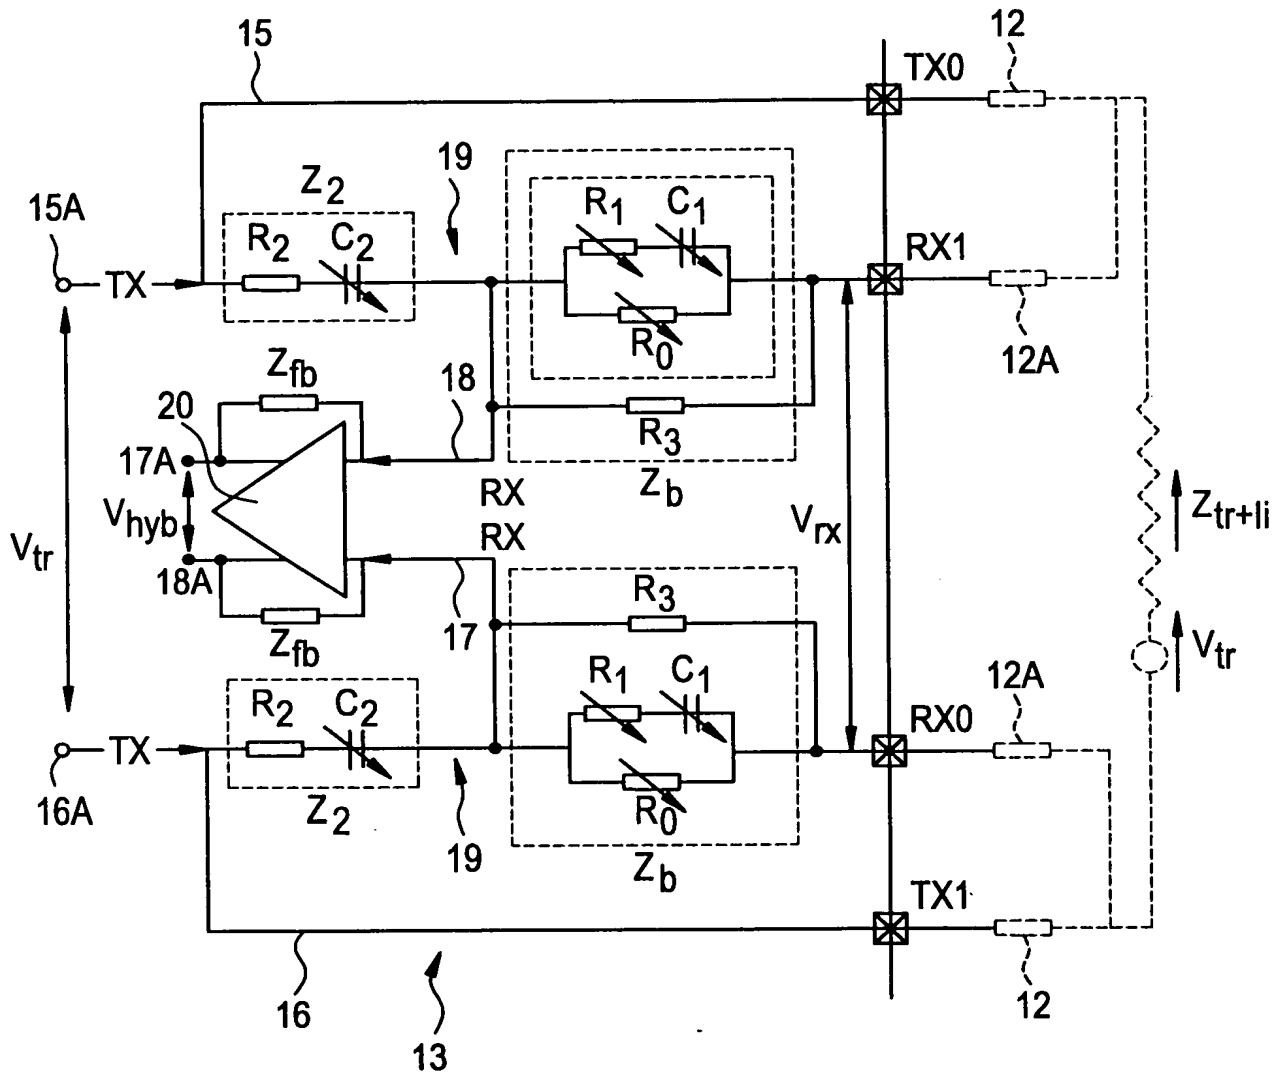 15
12
TX0
19
Z2
R1
C1
15A
R2
C2
RX1
TX
R0
12A
Zfb
18
20
R3
17A
RX
Zb
Vhyb
Vrx
Ztr+li
Vtr
RX
18A
17
R3
Zfb
Vtr
12A
R1
C1
R2
C2
RX0
TX
R0
16A
Z2
19
Zb
TX1
16
12
13